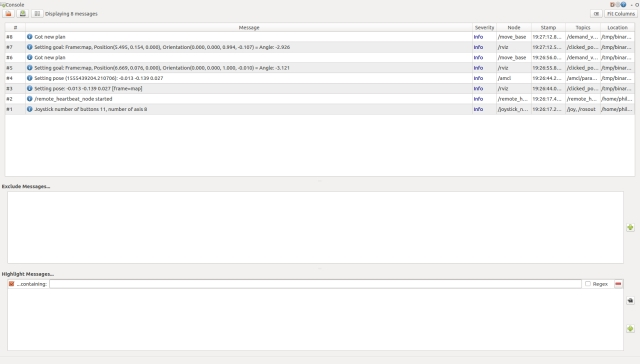 Console
Displaying 8 messages
Fit Columns
# Message Severity Node Stamp Topics Location
#8 Got new plan Info /move_base 19:27:12.8... /demand_v... /tmp/binar...
#7 Setting goal: Frame:map, Position(5.495, 0.154, 0.000), Orientation(0.000, 0.000, 0.994, -0.107) = Angle: -2.926 Info /rviz 19:27:12.5... /clicked_po... /tmp/binar...
#6 Got new plan Info /move_base 19:26:56.0... /demand_v... /tmp/binar...
#5 Setting goal: Frame:map, Position(6.669, 0.076, 0.000), Orientation(0.000, 0.000, 1.000, -0.010) = Angle: -3.121 Info /rviz 19:26:55.8... /clicked_po... /tmp/binar...
#4 Setting pose (1555439204.210706): -0.013 -0.139 0.027 Info /amcl 19:26:44.2... /amcl/para... /tmp/binar...
#3 Setting pose: -0.013 -0.139 0.027 [frame=map] Info /rviz 19:26:44.0... /clicked_po... /tmp/binar...
#2 /remote_heartbeat_node started Info /remote_h... 19:26:17.4... /remote_h... /home/phil...
#1 Joystick number of buttons 11, number of axis 8 Info /joystick_n... 19:26:17.2... /joy, /rosout /home/phil...
Exclude Messages...
Highlight Messages...
...containing: Regex